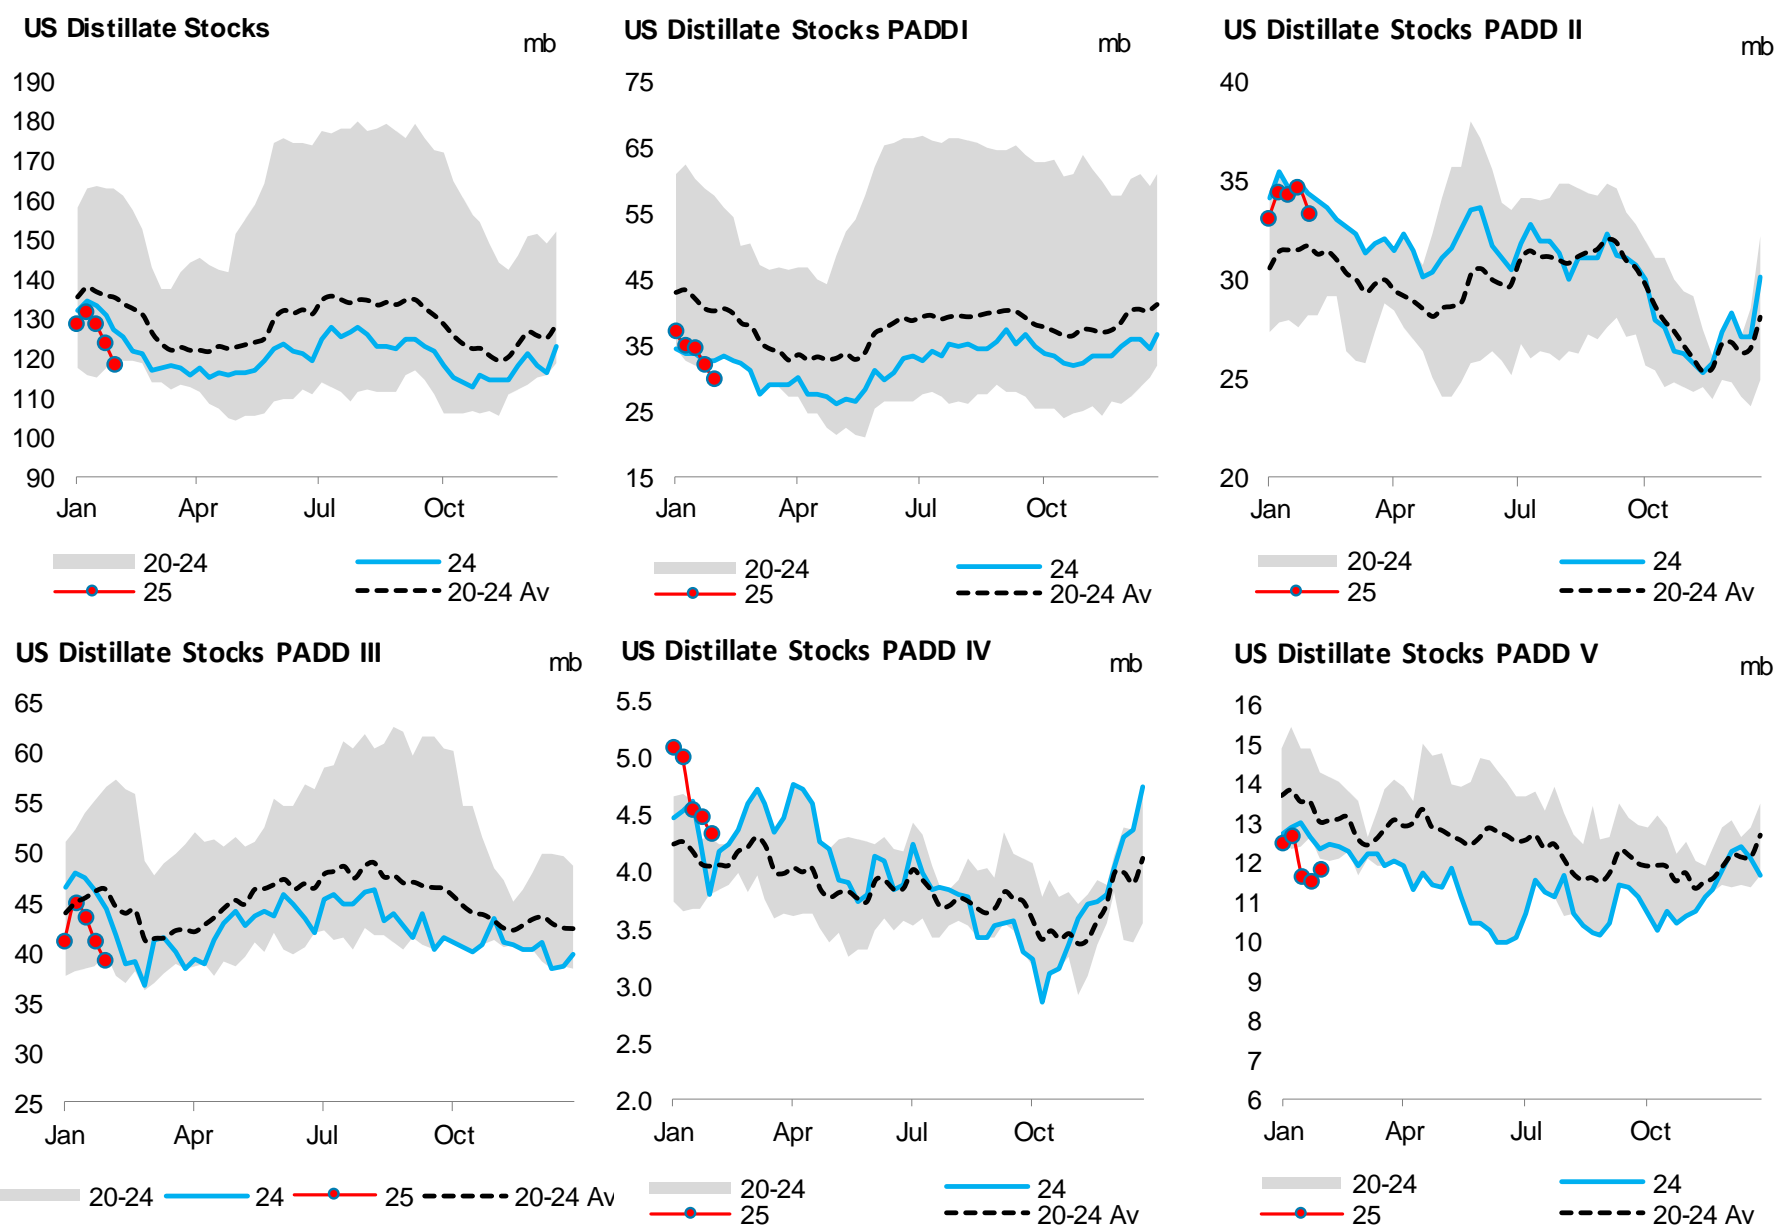 US Distillate Stocks
mb
190
180
170
160
150
140
130
120
110
100
90
Jan Apr Jul Oct
20-24 24
25 20-24 Av
US Distillate Stocks PADD I
mb
75
65
55
45
35
25
15
Jan Apr Jul Oct
20-24 24
25 20-24 Av
US Distillate Stocks PADD II
mb
40
35
30
25
20
Jan Apr Jul Oct
20-24 24
25 20-24 Av
US Distillate Stocks PADD III
mb
65
60
55
50
45
40
35
30
25
Jan Apr Jul Oct
20-24 24 25 20-24 Av
US Distillate Stocks PADD IV
mb
5.5
5.0
4.5
4.0
3.5
3.0
2.5
2.0
Jan Apr Jul Oct
20-24 24
25 20-24 Av
US Distillate Stocks PADD V
mb
16
15
14
13
12
11
10
9
8
7
6
Jan Apr Jul Oct
20-24 24
25 20-24 Av